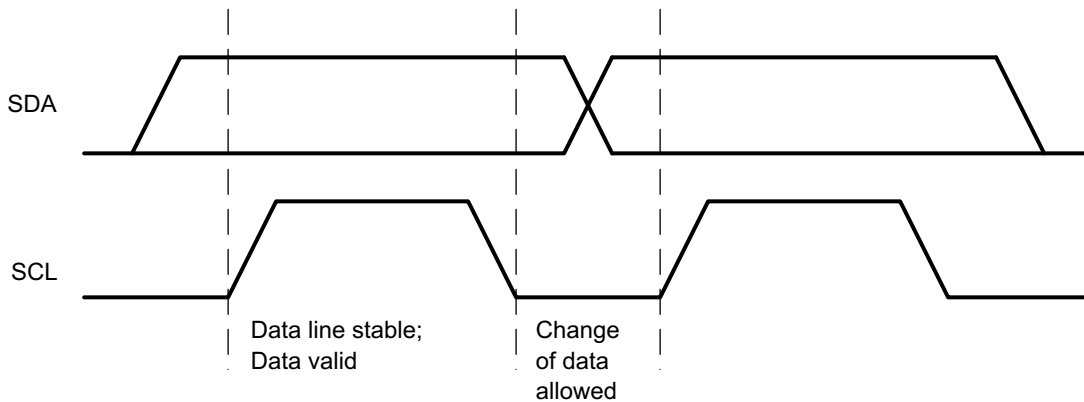 SDA
SCL
Data line stable;
Data valid
Change
of data
allowed